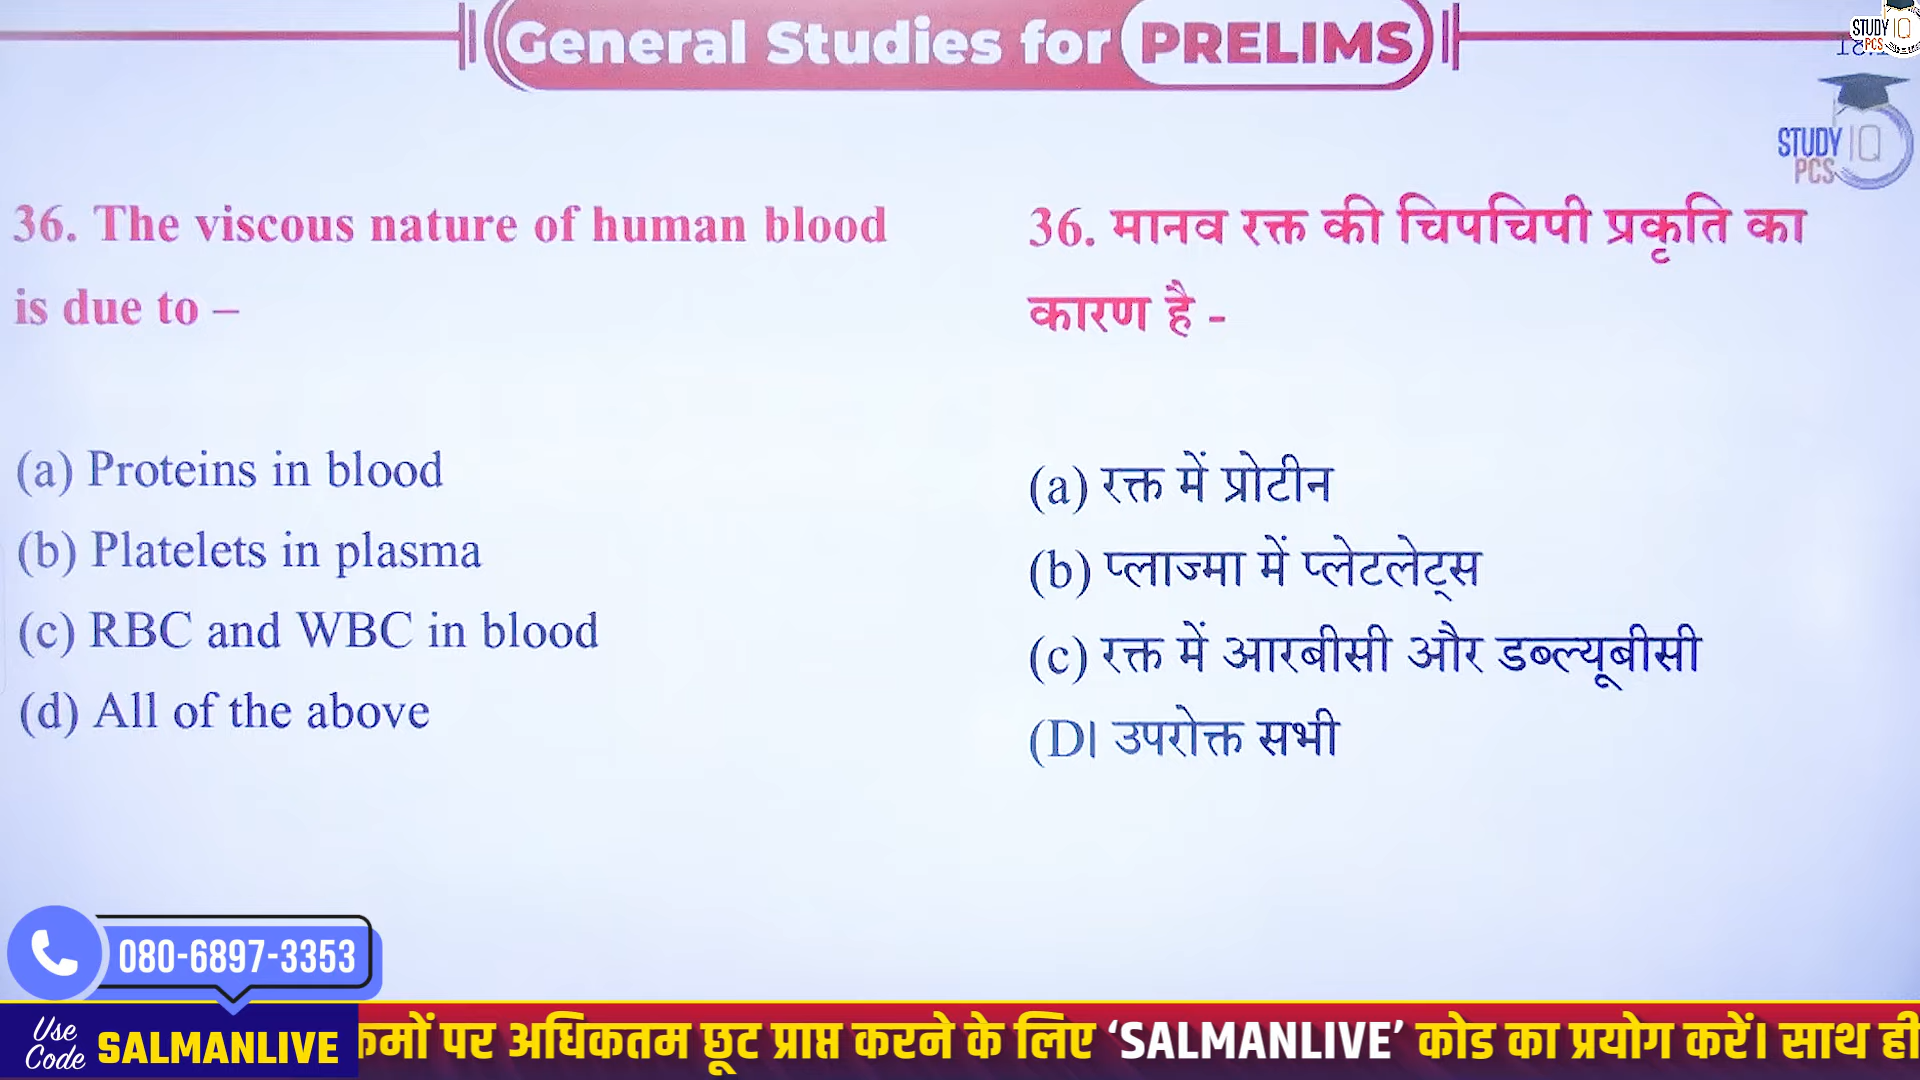 General Studies for PRELIMS
STUDY IQ
PCS
STUDY IQ
PCS
36. The viscous nature of human blood
is due to –
(a) Proteins in blood
(b) Platelets in plasma
(c) RBC and WBC in blood
(d) All of the above
36. मानव रक्त की चिपचिपी प्रकृति का
कारण है -
(a) रक्त में प्रोटीन
(b) प्लाज्मा में प्लेटलेट्स
(c) रक्त में आरबीसी और डब्ल्यूबीसी
(D। उपरोक्त सभी
080-6897-3353
Use
Code
SALMANLIVE
पर अधिकतम छूट प्राप्त करने के लिए ‘SALMANLIVE’ कोड का प्रयोग करें। साथ ही